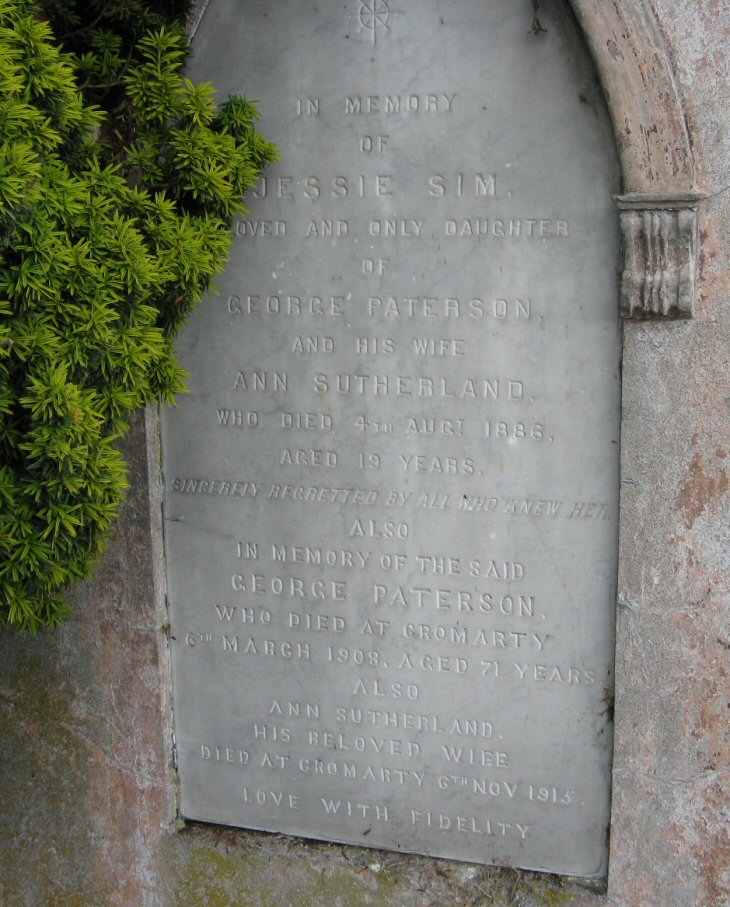 IN MEMORY
OF
JESSIE SIM,
LOVED AND ONLY DAUGHTER
OF
GEORGE PATERSON,
AND HIS WIFE
ANN SUTHERLAND,
WHO DIED 4TH AUGT 1886,
AGED 19 YEARS.
SINCERELY REGRETTED BY ALL WHO KNEW HER.
ALSO
IN MEMORY OF THE SAID
GEORGE PATERSON,
WHO DIED AT CROMARTY
6TH MARCH 1908, AGED 71 YEARS
ALSO
ANN SUTHERLAND,
HIS BELOVED WIFE
DIED AT CROMARTY 6TH NOV 1915.
LOVE WITH FIDELITY